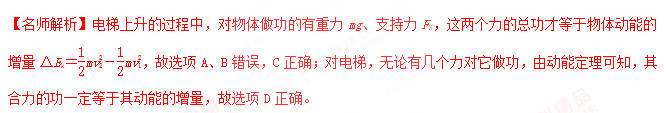 【名师解析】电梯上升的过程中，对物体做功的有重力 mg、支持力 FN，这两个力的总功才等于物体动能的
增量 △Ek=1/2mv₂²-1/2mv₁²，故选项 A、B 错误，C 正确；对电梯，无论有几个力对它做功，由动能定理可知，其
合力的功一定等于其动能的增量，故选项 D 正确。